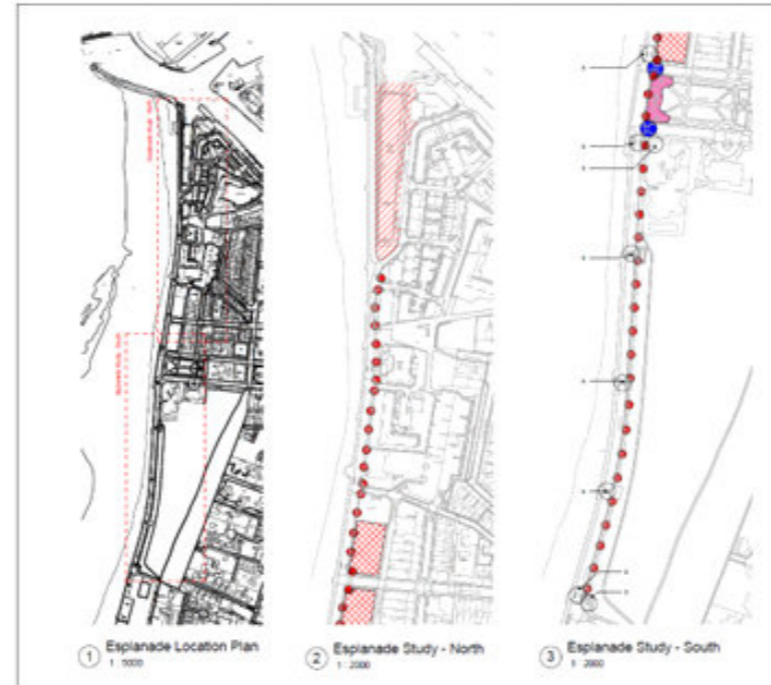 1 Esplanade Location Plan
1 : 5000
2 Esplanade Study - North
1 : 2000
3 Esplanade Study - South
1 : 2000